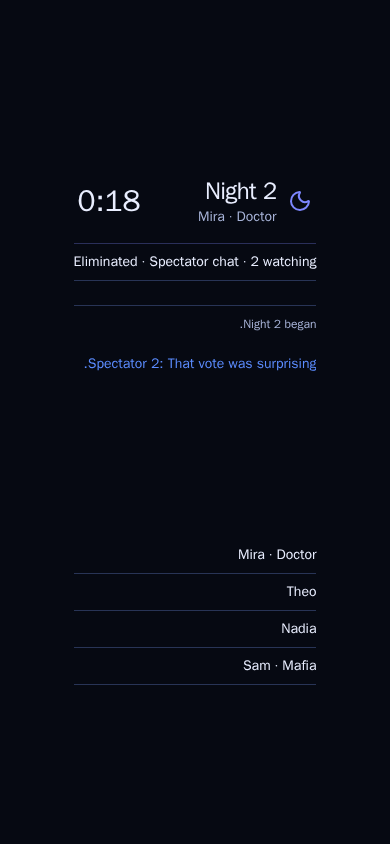 Night 2
0:18
Mira · Doctor
Eliminated · Spectator chat · 2 watching
.Night 2 began
.Spectator 2: That vote was surprising
Mira · Doctor
Theo
Nadia
Sam · Mafia